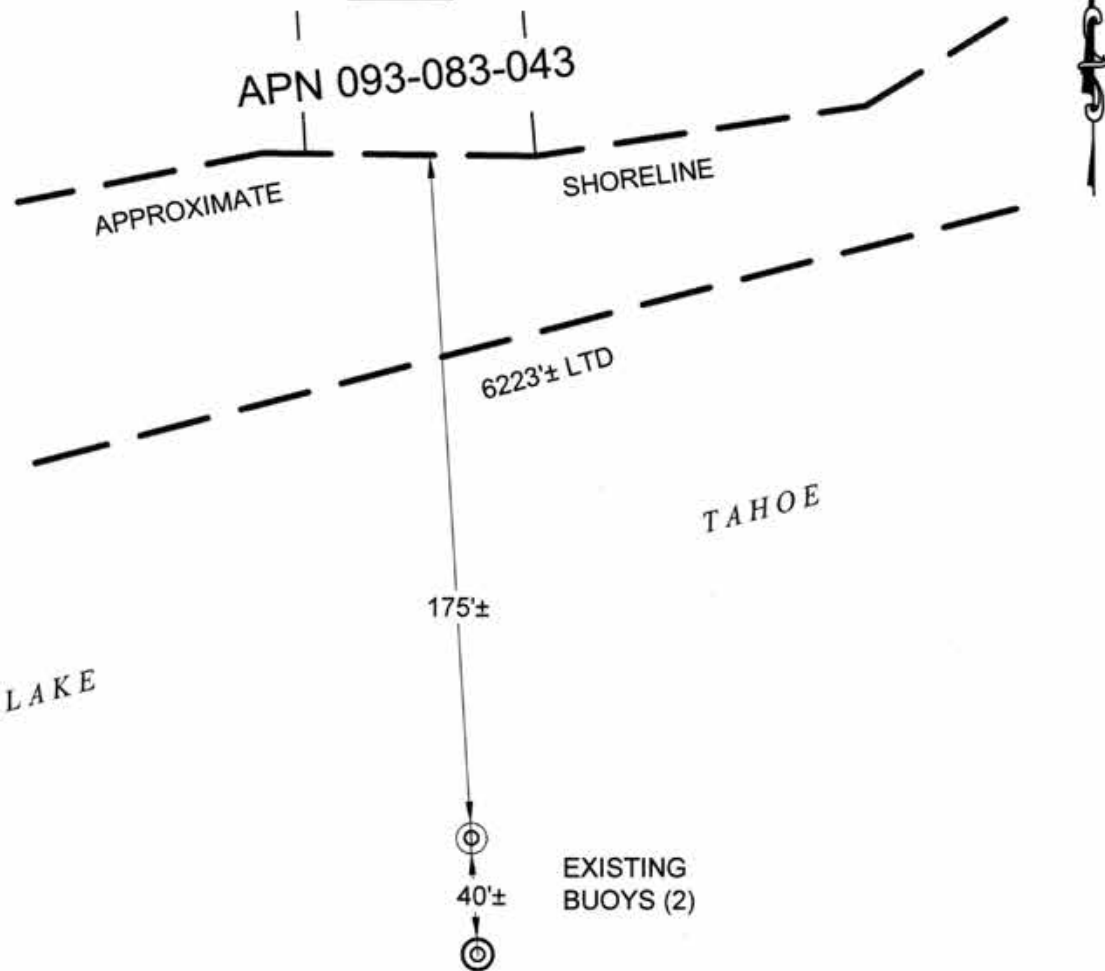 APN 093-083-043
APPROXIMATE
SHORELINE
6223'± LTD
TAHOE
175'±
LAKE
40'±
EXISTING
BUOYS (2)